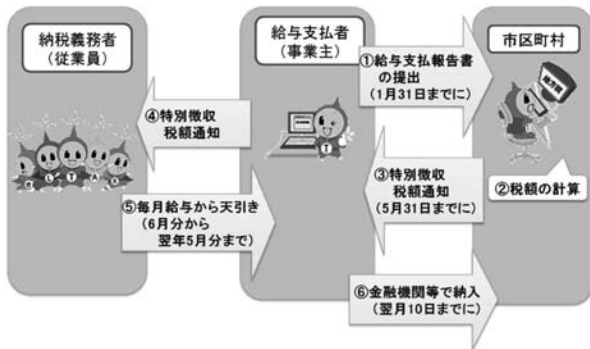 納税義務者
（従業員）
給与支払者
（事業主）
市区町村
①給与支払報告書
の提出
（1月31日までに）
④特別徴収
税額通知
③特別徴収
税額通知
（5月31日までに）
②税額の計算
⑤毎月給与から天引き
（6月分から
翌年5月分まで）
⑥金融機関等で納入
（翌月10日までに）